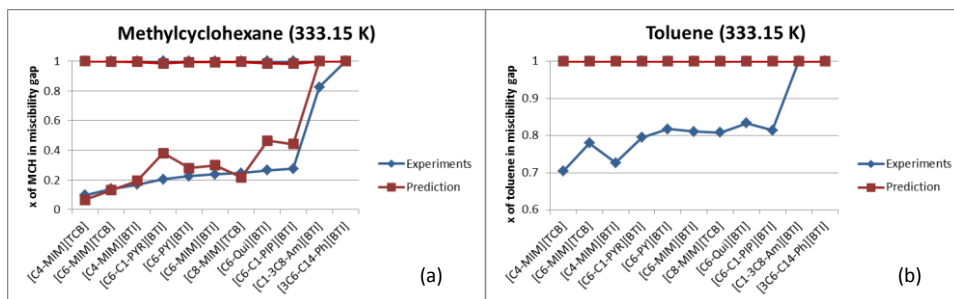 Methylcyclohexane (333.15 K)
x of MCH in miscibility gap
1
0.8
0.6
0.4
0.2
0
[C4-MIM][TCB]
[C6-MIM][TCB]
[C4-MIM][BTI]
[C6-C1-PYR][BTI]
[C6-PY][BTI]
[C6-MIM][BTI]
[C8-MIM][TCB]
[C6-Qui][BTI]
[C6-C1-PIP][BTI]
[C1-3C8-Am][BTI]
[3C6-C14-Ph][BTI]
Experiments
Prediction
(a)
Toluene (333.15 K)
x of toluene in miscibility gap
1
0.9
0.8
0.7
0.6
[C4-MIM][TCB]
[C6-MIM][TCB]
[C4-MIM][BTI]
[C6-C1-PYR][BTI]
[C6-PY][BTI]
[C6-MIM][BTI]
[C8-MIM][TCB]
[C6-Qui][BTI]
[C6-C1-PIP][BTI]
[C1-3C8-Am][BTI]
[3C6-C14-Ph][BTI]
Experiments
Prediction
(b)